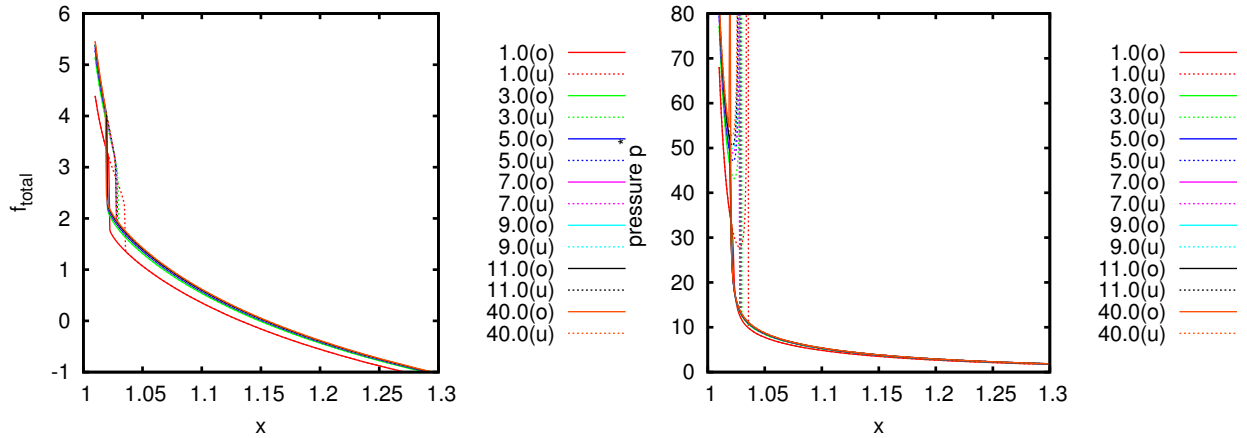 6
5
4
3
2
1
0
-1
f_total
1
1.05
1.1
1.15
1.2
1.25
1.3
x
1.0(o)
1.0(u)
3.0(o)
3.0(u)
5.0(o)
5.0(u)
7.0(o)
7.0(u)
9.0(o)
9.0(u)
11.0(o)
11.0(u)
40.0(o)
40.0(u)
80
70
60
50
40
30
20
10
0
pressure p*
1
1.05
1.1
1.15
1.2
1.25
1.3
x
1.0(o)
1.0(u)
3.0(o)
3.0(u)
5.0(o)
5.0(u)
7.0(o)
7.0(u)
9.0(o)
9.0(u)
11.0(o)
11.0(u)
40.0(o)
40.0(u)